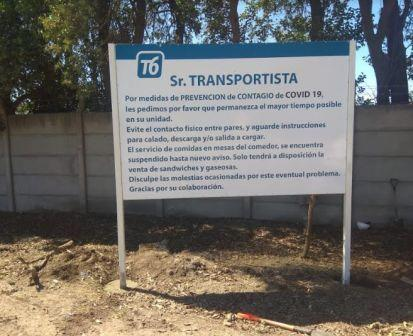 T6
Sr. TRANSPORTISTA
Por medidas de PREVENCION de CONTAGIO de COVID 19,
les pedimos por favor que permanezca el mayor tiempo posible
en su unidad.
Evite el contacto fisico entre pares, y aguarde instrucciones
para calado, descarga y/o salida a cargar.
El servicio de comidas en mesas del comedor, se encuentra
suspendido hasta nuevo aviso. Solo tendrá a disposición la
venta de sandwiches y gaseosas.
Disculpe las molestias ocasionadas por este eventual problema.
Gracias por su colaboración.